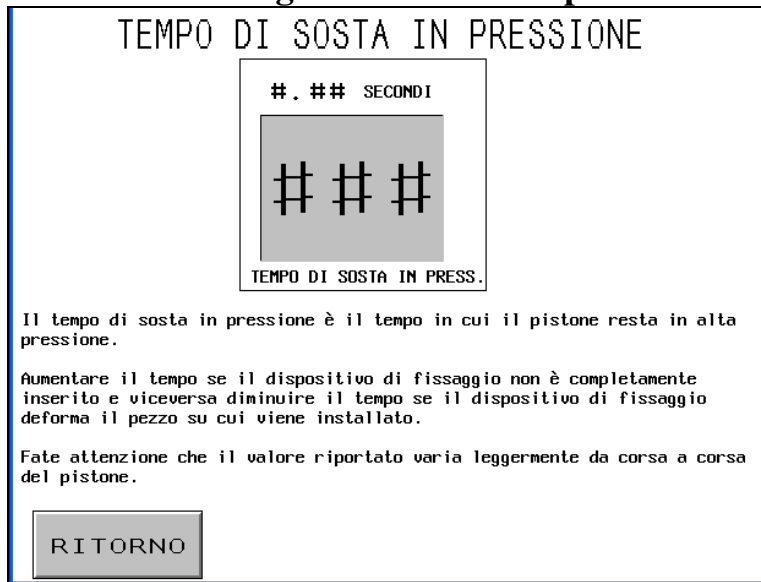 TEMPO DI SOSTA IN PRESSIONE
#.## SECONDI
###
TEMPO DI SOSTA IN PRESS.
Il tempo di sosta in pressione è il tempo in cui il pistone resta in alta
pressione.
Aumentare il tempo se il dispositivo di fissaggio non è completamente
inserito e viceversa diminuire il tempo se il dispositivo di fissaggio
deforma il pezzo su cui viene installato.
Fate attenzione che il valore riportato varia leggermente da corsa a corsa
del pistone.
RITORNO